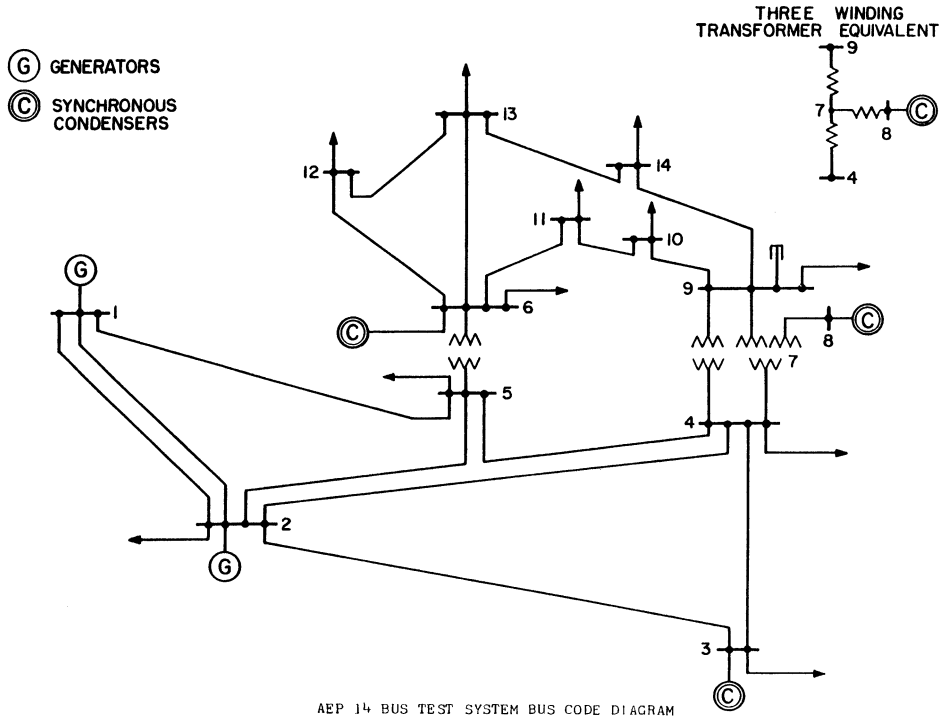 THREE WINDING
TRANSFORMER EQUIVALENT
9
7
C
8
4
G GENERATORS
C SYNCHRONOUS
CONDENSERS
13
12
14
11
10
G
1
6
9
C
8
C
7
5
4
2
G
3
C
AEP 14 BUS TEST SYSTEM BUS CODE DIAGRAM